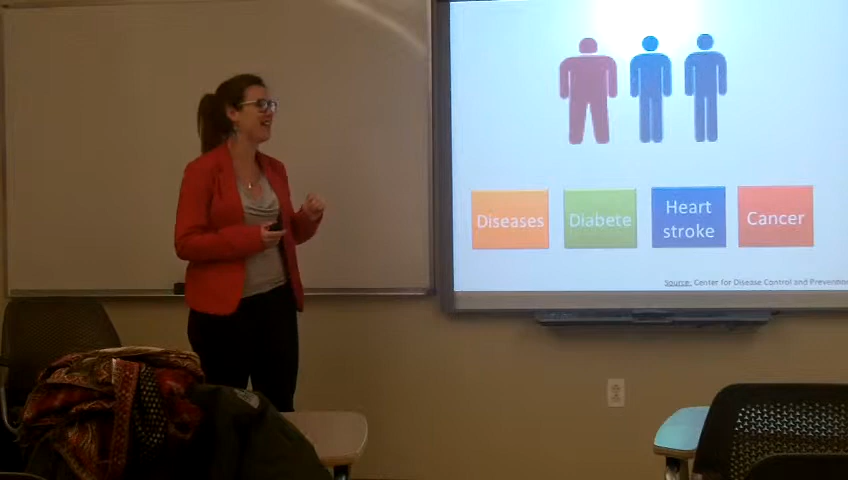 Diseases
Diabete
Heart
stroke
Cancer
Source: Center for Disease Control and Prevention